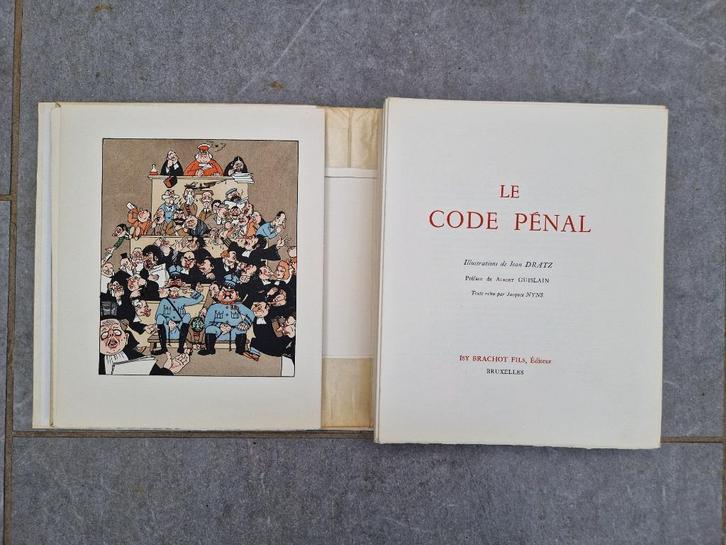 LE
CODE PÉNAL
Illustrations de Jean DRATZ
Préface de Albert GUISLAIN
Texte revu par Jacques NYNS
ISY BRACHOT FILS, Éditeur
BRUXELLES